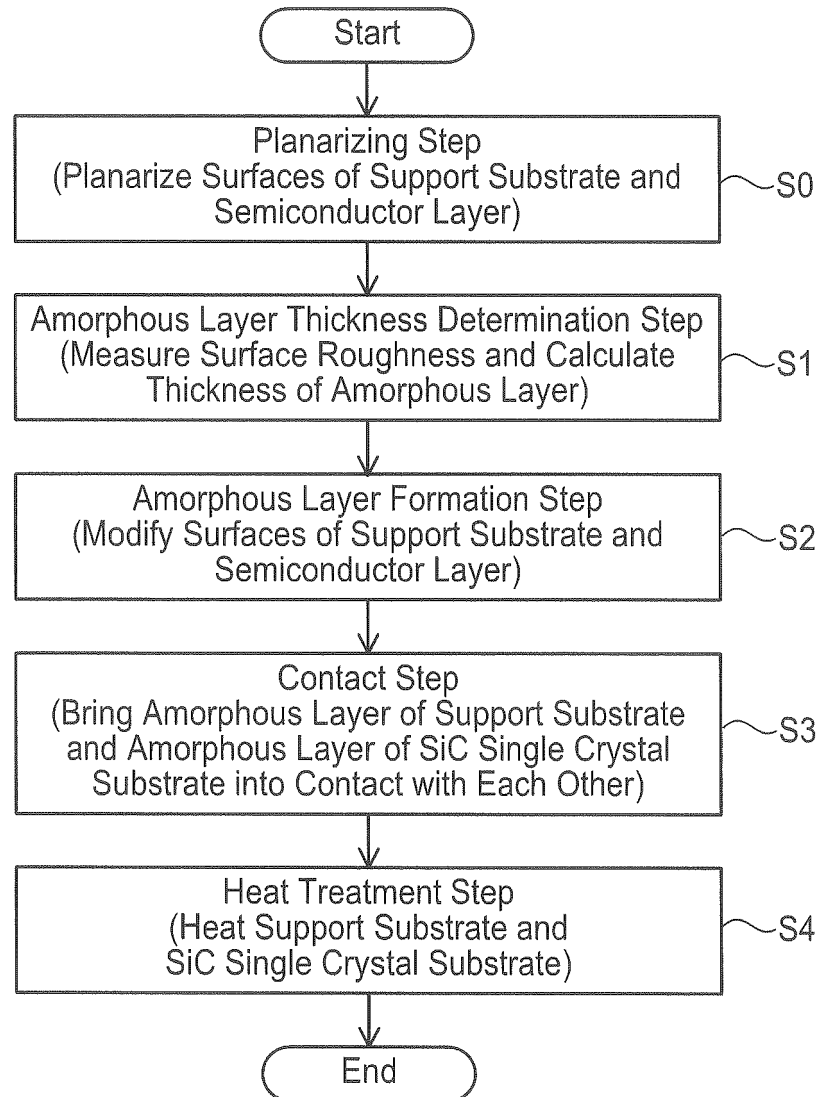 Start
Planarizing Step
(Planarize Surfaces of Support Substrate and
Semiconductor Layer)
S0
Amorphous Layer Thickness Determination Step
(Measure Surface Roughness and Calculate
Thickness of Amorphous Layer)
S1
Amorphous Layer Formation Step
(Modify Surfaces of Support Substrate and
Semiconductor Layer)
S2
Contact Step
(Bring Amorphous Layer of Support Substrate
and Amorphous Layer of SiC Single Crystal
Substrate into Contact with Each Other)
S3
Heat Treatment Step
(Heat Support Substrate and
SiC Single Crystal Substrate)
S4
End